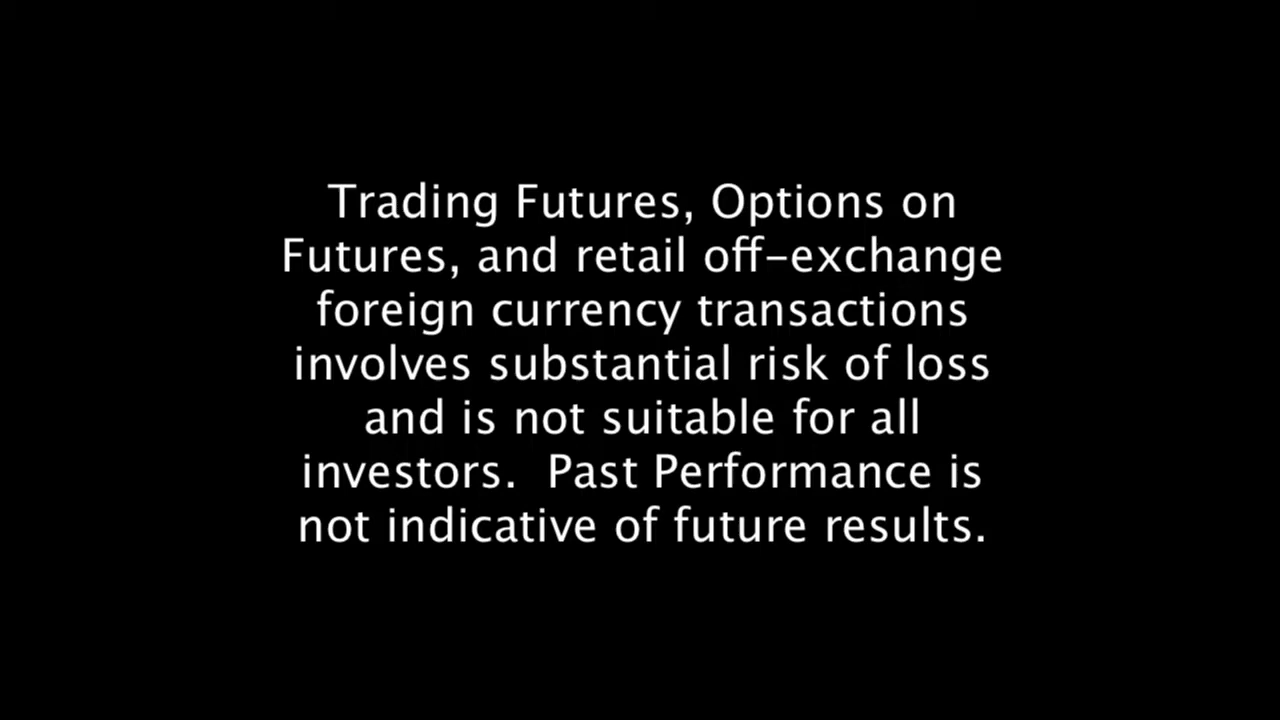 Trading Futures, Options on
Futures, and retail off-exchange
foreign currency transactions
involves substantial risk of loss
and is not suitable for all
investors.  Past Performance is
not indicative of future results.